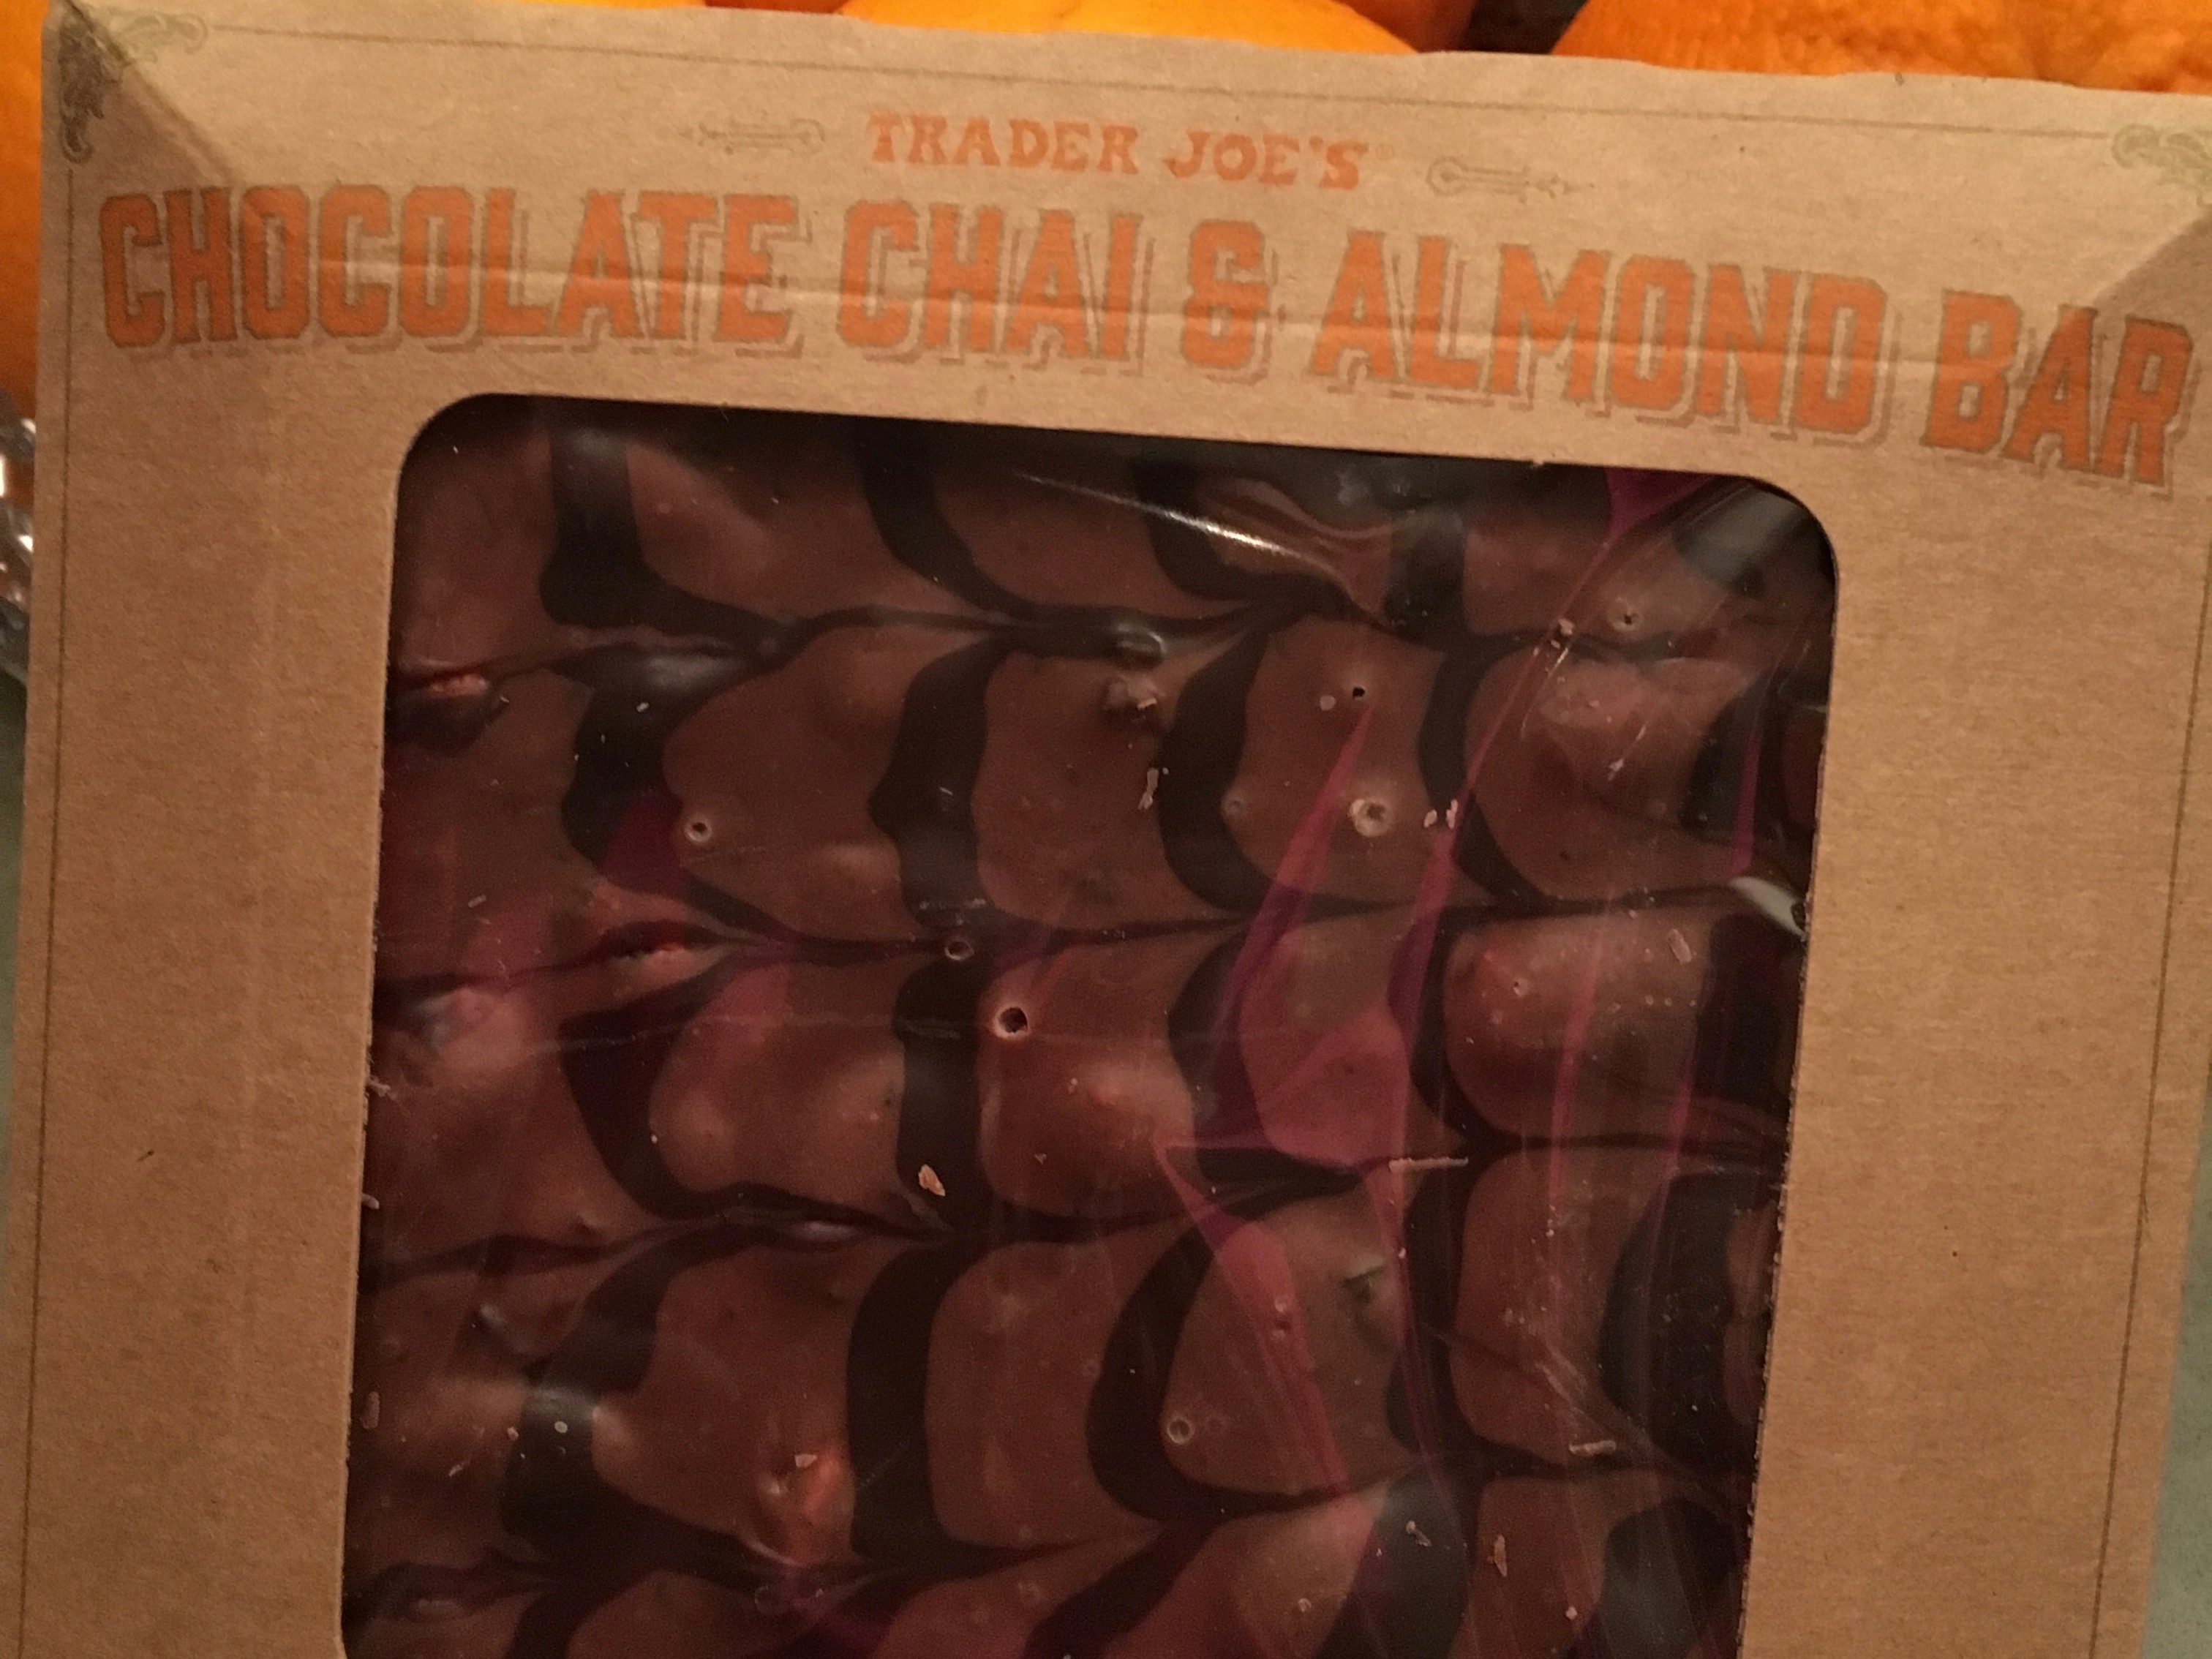 TRADER JOE'S®
CHOCOLATE CHAI & ALMOND BAR